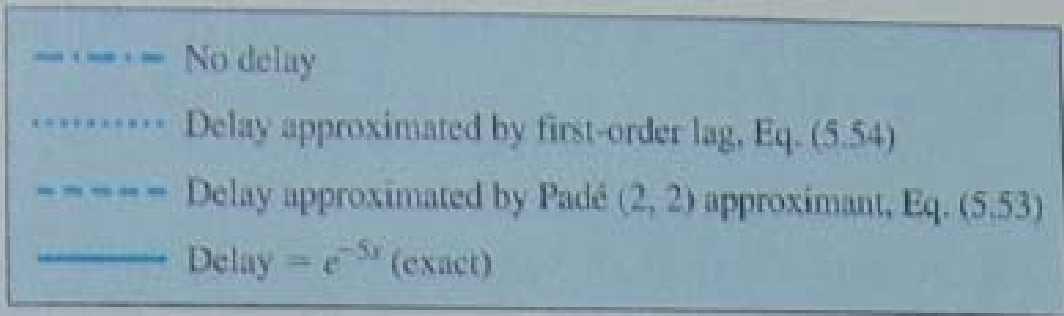 No delay
Delay approximated by first-order lag, Eq. (5.54)
Delay approximated by Padé (2, 2) approximant, Eq. (5.53)
Delay = e^{-5s} (exact)